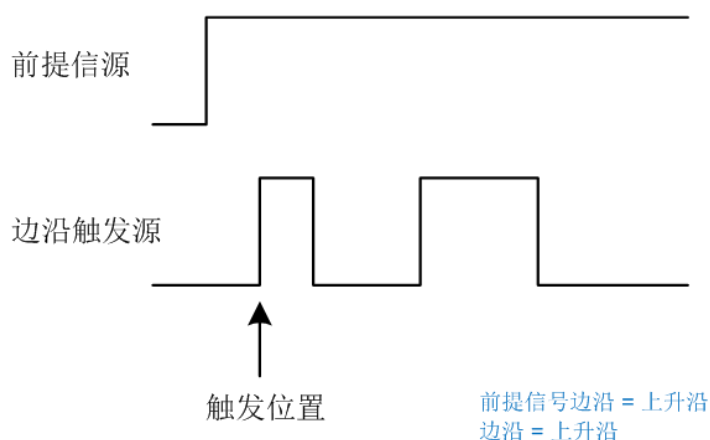 前提信源
边沿触发源
触发位置
前提信号边沿 = 上升沿
边沿 = 上升沿